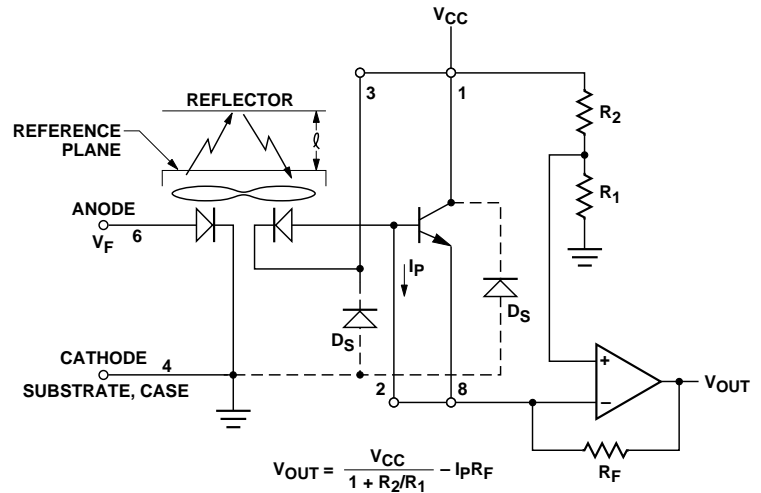 VCC
3
1
REFLECTOR
ℓ
REFERENCE
PLANE
R2
R1
ANODE
6
VF
IP
DS
DS
CATHODE
4
SUBSTRATE, CASE
2
8
+
−
VOUT
RF
VOUT = VCC / 1 + R2/R1 – IPRF